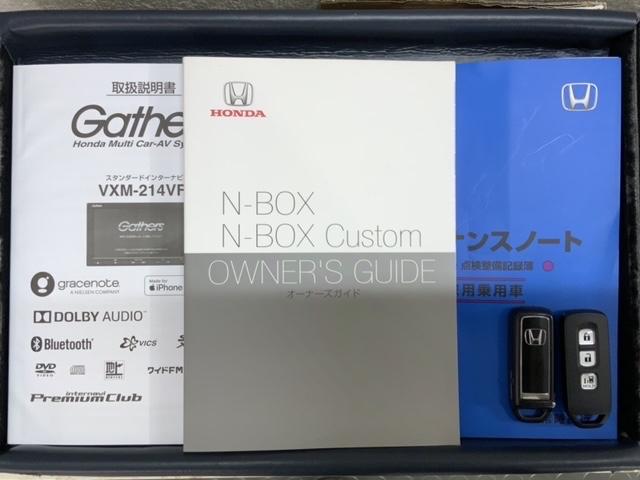 取扱説明書
Gathers
Honda Multi Car-AV Sy
スタンダードインターナビ
VXM-214VF
Gathers
gracenote
A NIELSEN COMPANY
Made for
iPhone
DOLBY AUDIO
Bluetooth
VICS
DVD
VIDEO
ワイドFM
internavi
PremiumClub
HONDA
N-BOX
N-BOX Custom
OWNER'S GUIDE
オーナーズガイド
ナンスノート
点検整備記録簿
用乗用車
HOLD